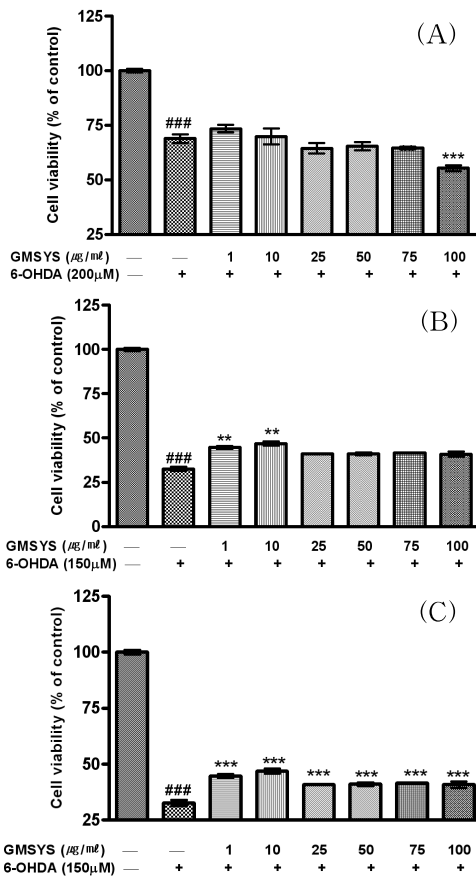 (A)
Cell viability (% of control)
125
100
75
50
25
###
***
GMSYS (㎍/㎖) — — 1 10 25 50 75 100
6-OHDA (200μM) — + + + + + + +
(B)
Cell viability (% of control)
125
100
75
50
25
0
###
**
**
GMSYS (㎍/㎖) — — 1 10 25 50 75 100
6-OHDA (150μM) — + + + + + + +
(C)
Cell viability (% of control)
125
100
75
50
25
###
***
***
***
***
***
***
GMSYS (㎍/㎖) — — 1 10 25 50 75 100
6-OHDA (150μM) — + + + + + + +